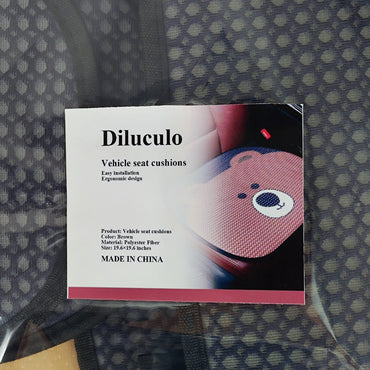 Diluculo
Vehicle seat cushions
Easy installation
Ergonomic design
Product: Vehicle seat cushions
Color: Brown
Material: Polyester Fiber
Size: 19.6×19.6 inches
MADE IN CHINA